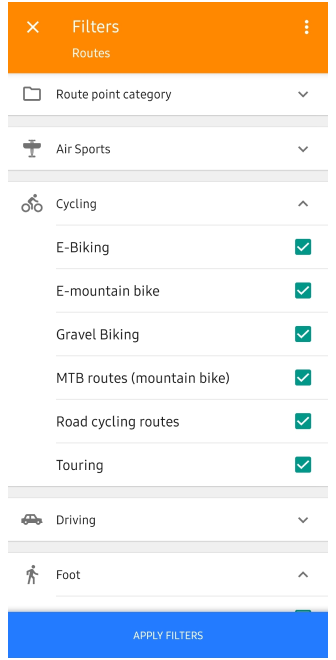 Filters
Routes
Route point category
Air Sports
Cycling
E-Biking
E-mountain bike
Gravel Biking
MTB routes (mountain bike)
Road cycling routes
Touring
Driving
Foot
APPLY FILTERS